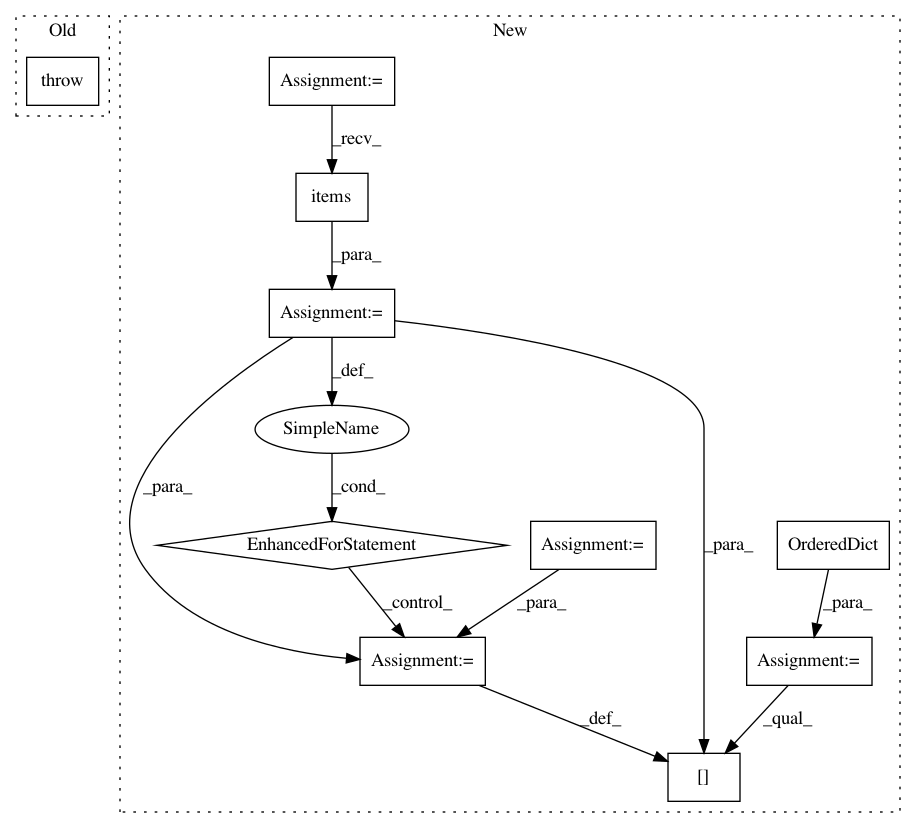 Old
New
throw
Assignment:=
_recv_
items
_para_
Assignment:=
_def_
SimpleName
_para_
_cond_
EnhancedForStatement
Assignment:=
_para_
OrderedDict
_control_
_para_
_para_
Assignment:=
Assignment:=
_def_
_qual_
[]